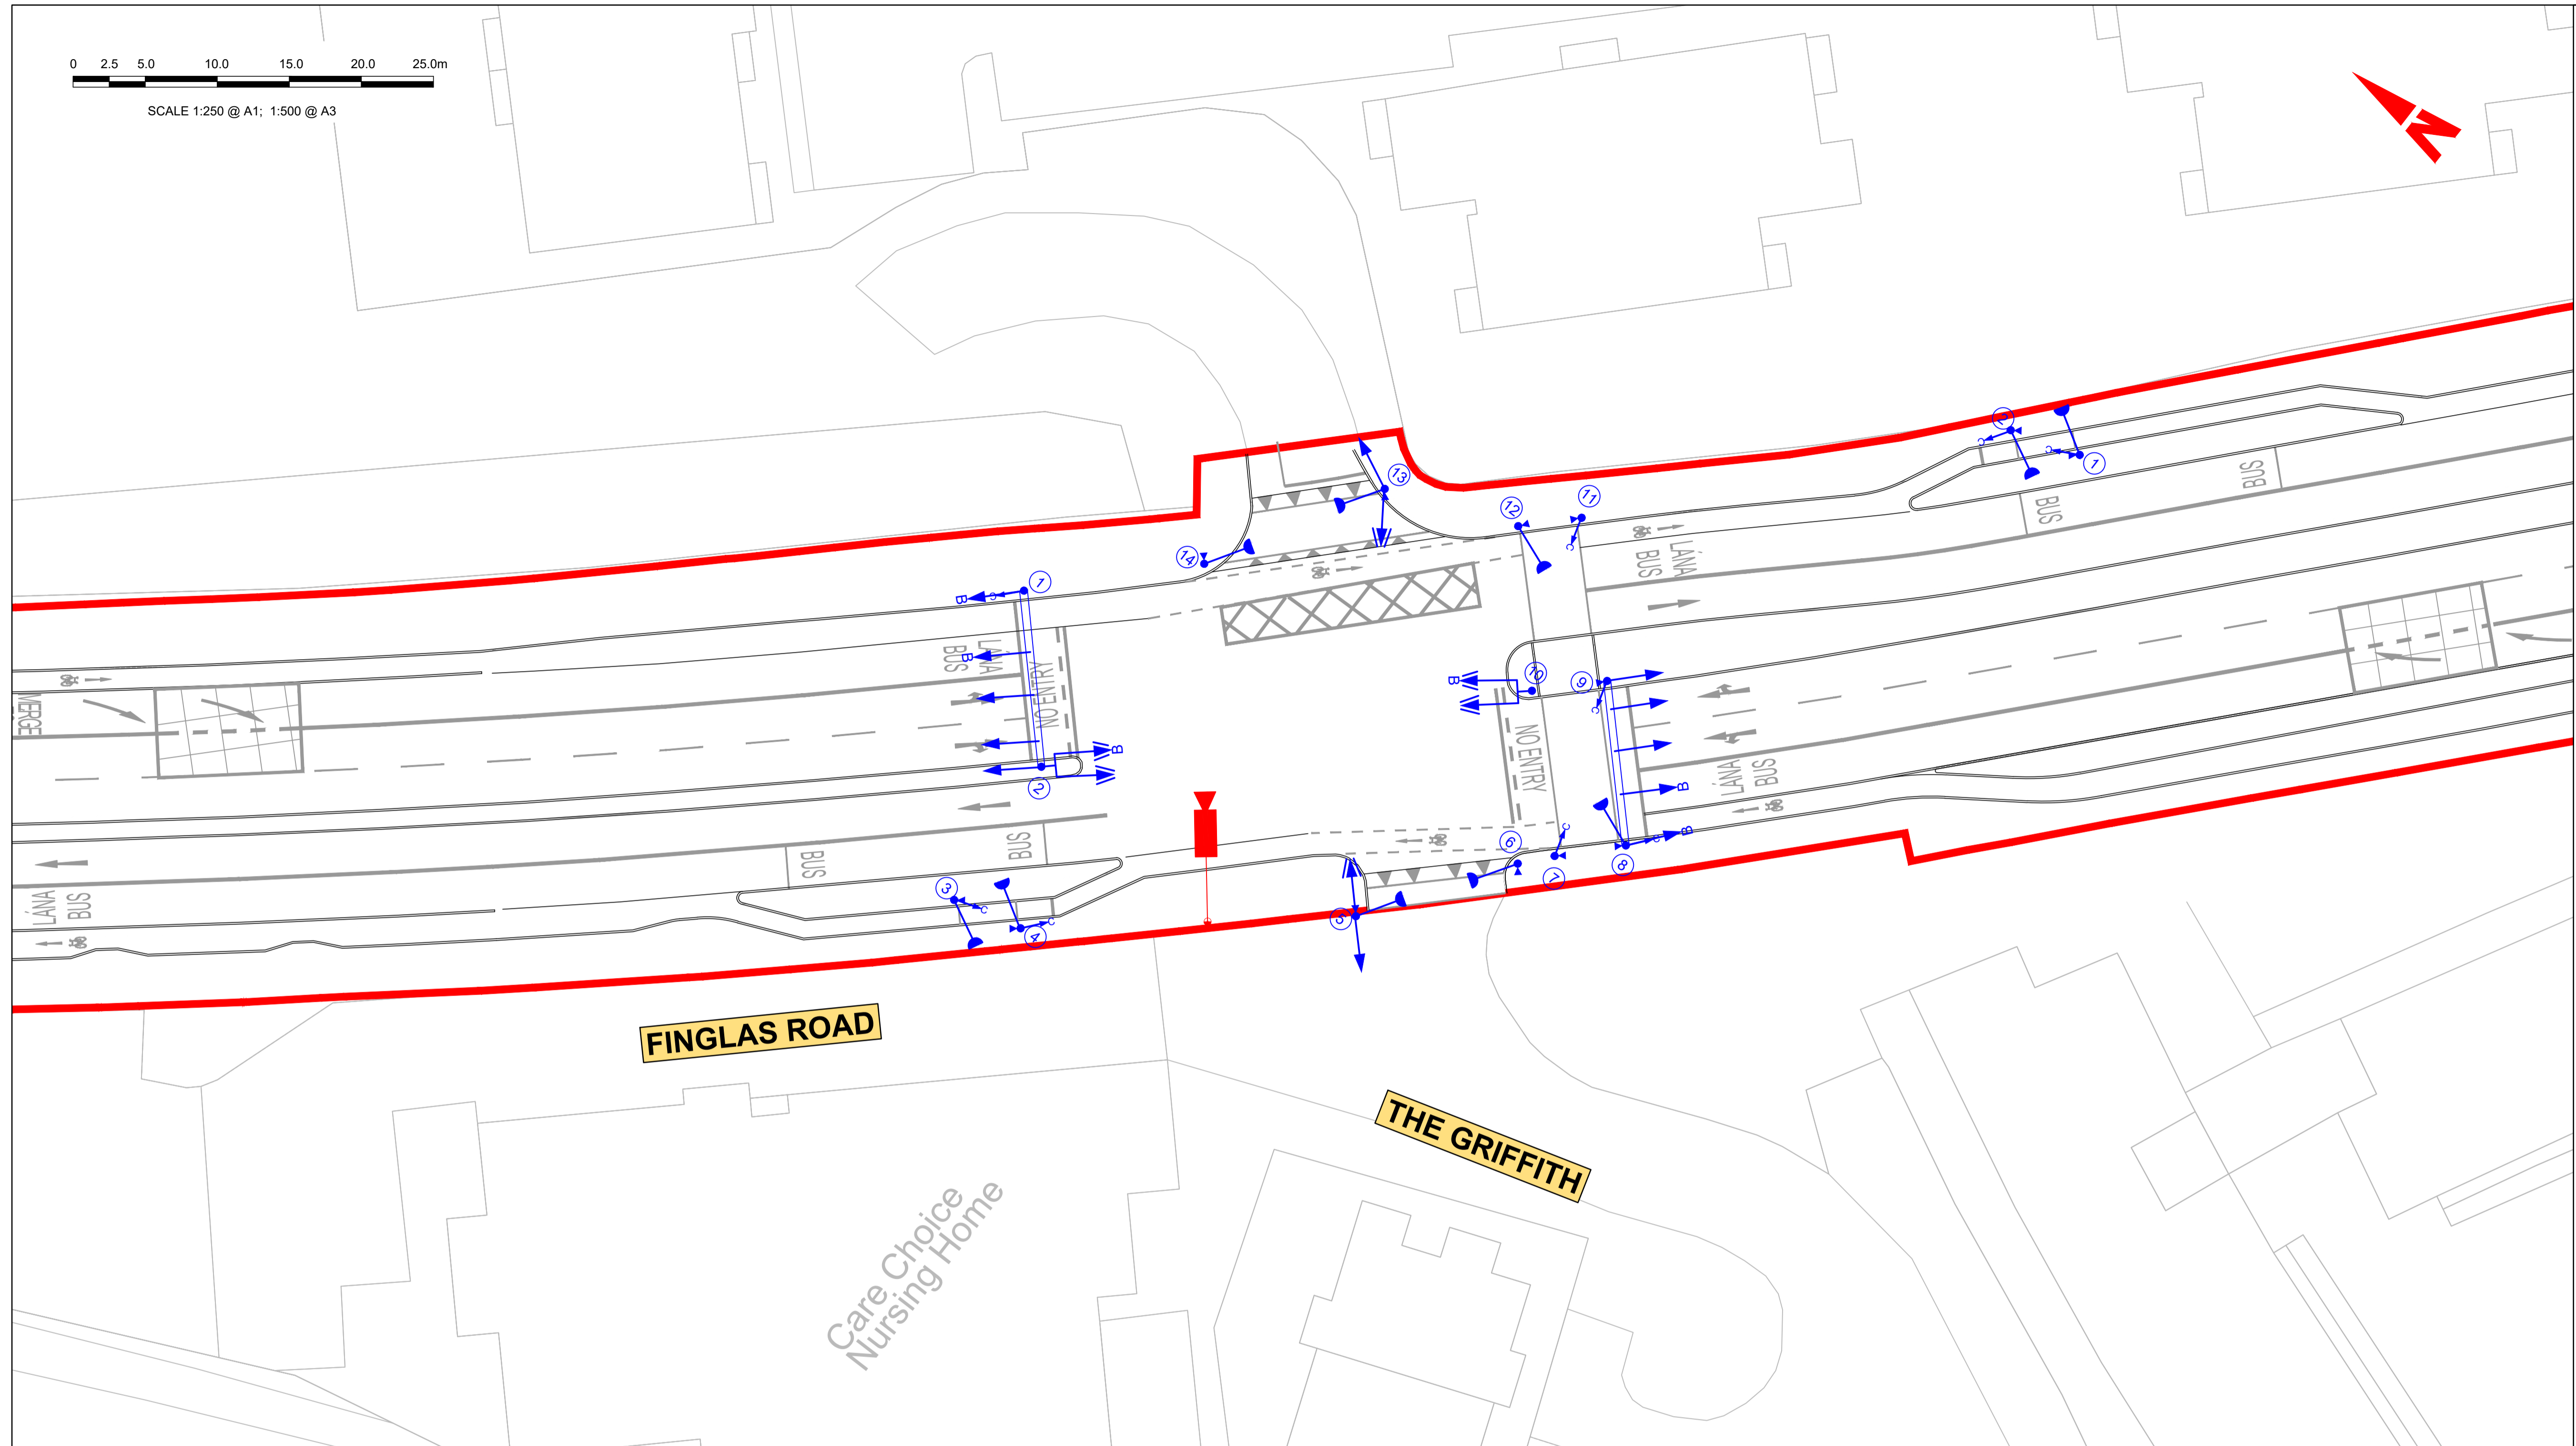 0 2.5 5.0 10.0 15.0 20.0 25.0m
SCALE 1:250 @ A1; 1:500 @ A3
N
2
C
C
1
13
11
12
C
14
BUS
BUS
LÁNA
BUS
1
B
C
B
LÁNA
BUS
NO ENTRY
MERGE
10
B
9
C
B
2
NO ENTRY
LÁNA
BUS
B
B
C
C
6
7
8
BUS
BUS
LÁNA
BUS
3
C
C
4
5
FINGLAS ROAD
THE GRIFFITH
Care Choice
Nursing Home